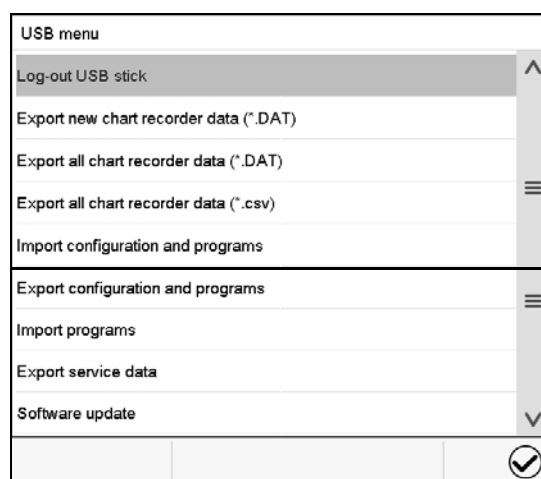 USB menu
Log-out USB stick
Export new chart recorder data (*.DAT)
Export all chart recorder data (*.DAT)
Export all chart recorder data (*.csv)
Import configuration and programs
Export configuration and programs
Import programs
Export service data
Software update